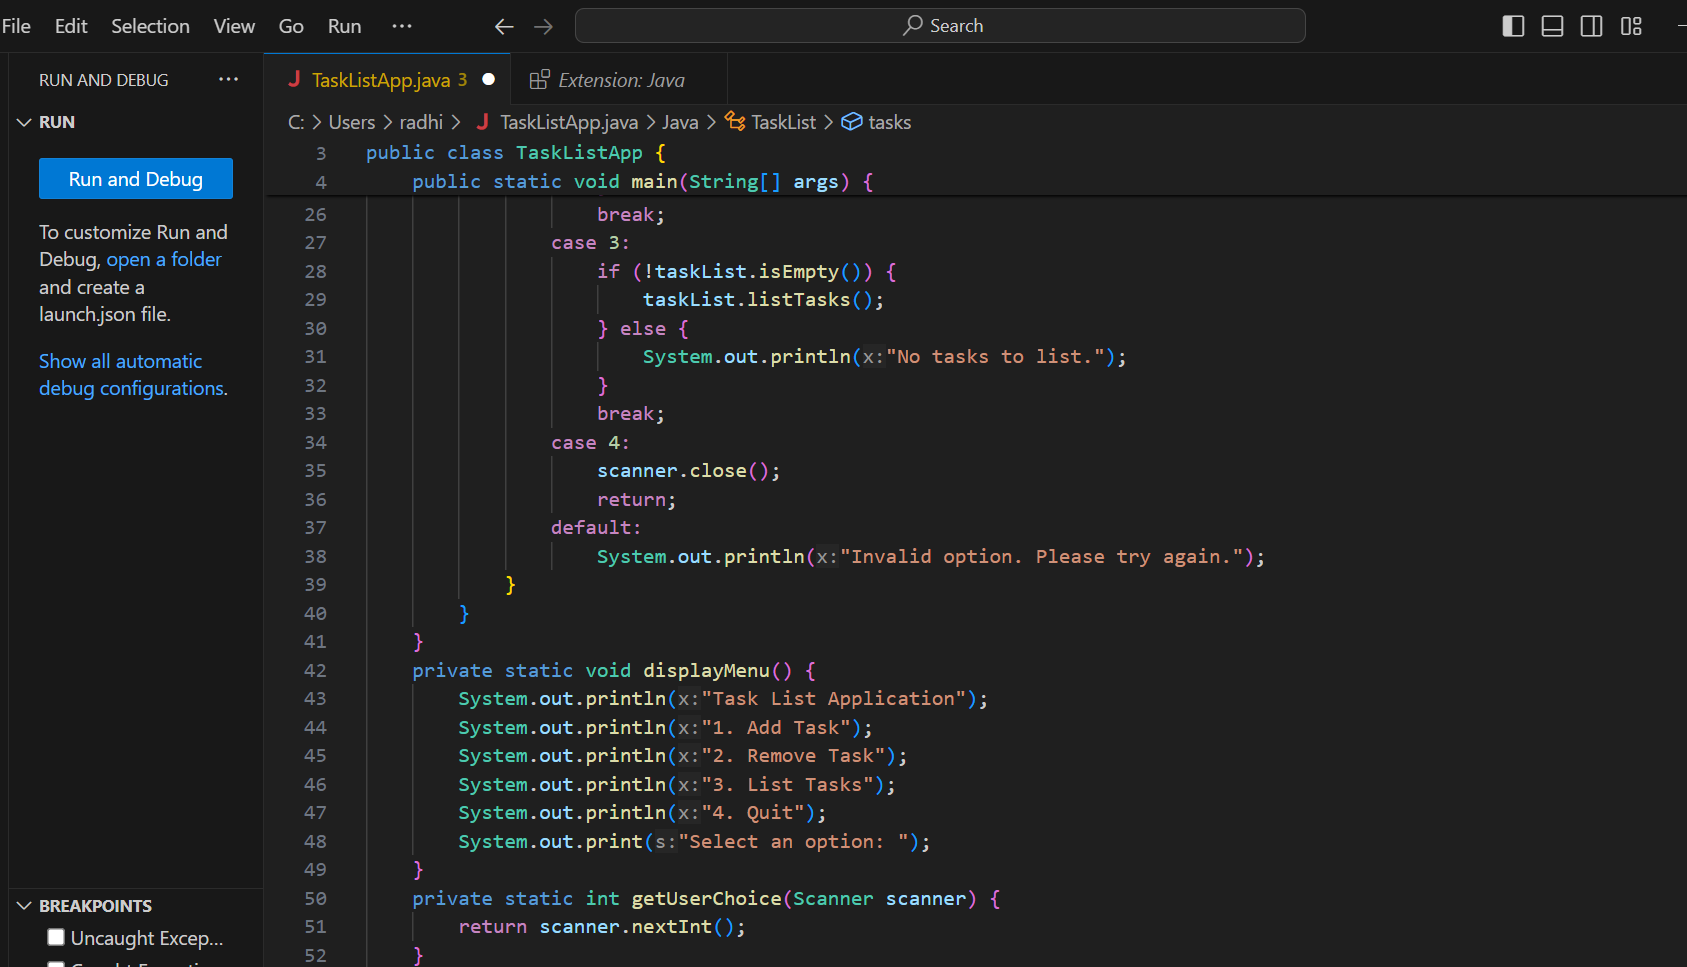 File Edit Selection View Go Run ··· Search
RUN AND DEBUG ···
RUN
Run and Debug
To customize Run and
Debug, open a folder
and create a
launch.json file.
Show all automatic
debug configurations.
BREAKPOINTS
Uncaught Excep...
J TaskListApp.java 3 Extension: Java
C: > Users > radhi > J TaskListApp.java > Java > TaskList > tasks
3 public class TaskListApp {
4 public static void main(String[] args) {
26 break;
27 case 3:
28 if (!taskList.isEmpty()) {
29 taskList.listTasks();
30 } else {
31 System.out.println(x:"No tasks to list.");
32 }
33 break;
34 case 4:
35 scanner.close();
36 return;
37 default:
38 System.out.println(x:"Invalid option. Please try again.");
39 }
40 }
41 }
42 private static void displayMenu() {
43 System.out.println(x:"Task List Application");
44 System.out.println(x:"1. Add Task");
45 System.out.println(x:"2. Remove Task");
46 System.out.println(x:"3. List Tasks");
47 System.out.println(x:"4. Quit");
48 System.out.print(s:"Select an option: ");
49 }
50 private static int getUserChoice(Scanner scanner) {
51 return scanner.nextInt();
52 }